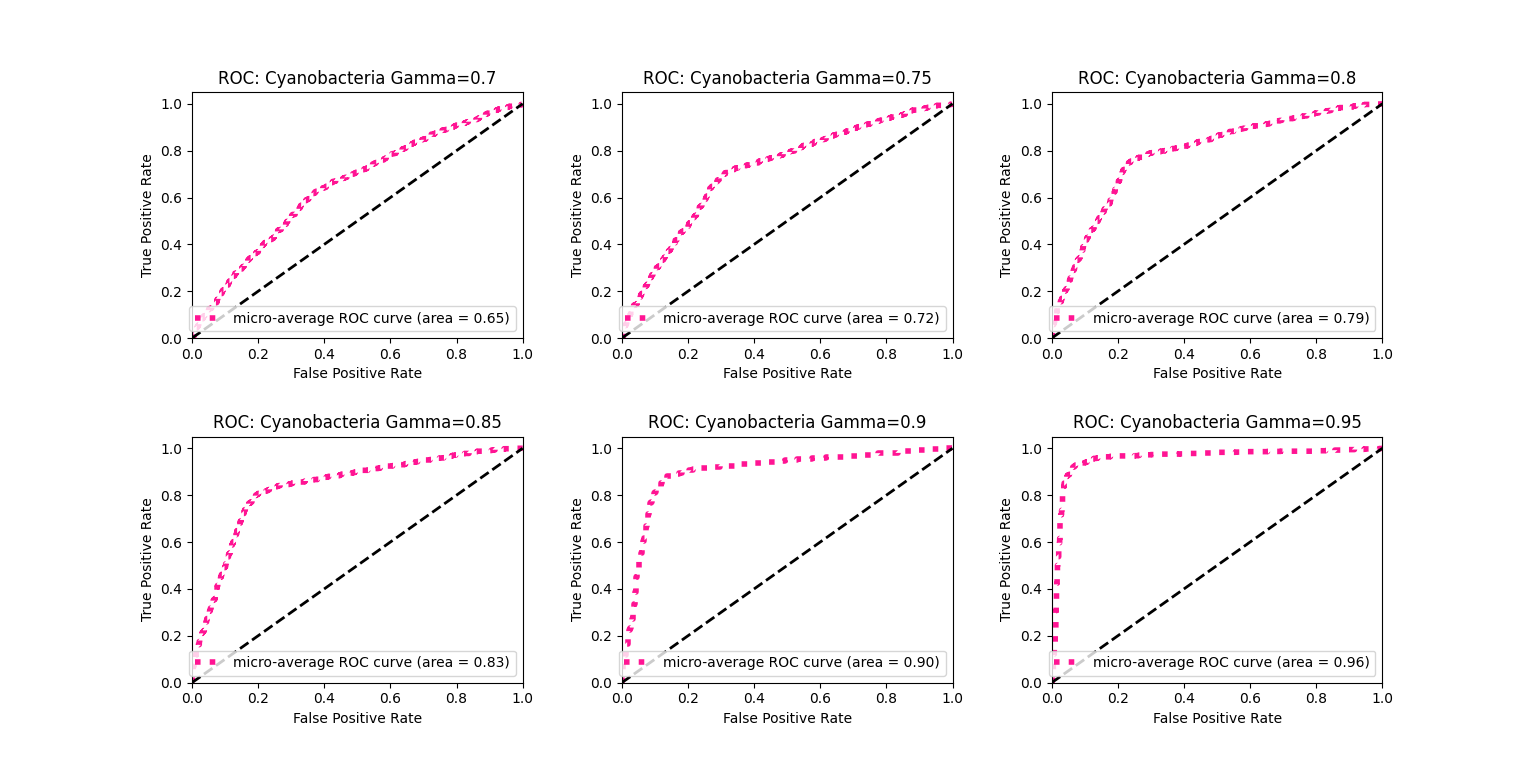 ROC: Cyanobacteria Gamma=0.7
True Positive Rate
1.0
0.8
0.6
0.4
0.2
0.0
micro-average ROC curve (area = 0.65)
0.0 0.2 0.4 0.6 0.8 1.0
False Positive Rate
ROC: Cyanobacteria Gamma=0.75
True Positive Rate
1.0
0.8
0.6
0.4
0.2
0.0
micro-average ROC curve (area = 0.72)
0.0 0.2 0.4 0.6 0.8 1.0
False Positive Rate
ROC: Cyanobacteria Gamma=0.8
True Positive Rate
1.0
0.8
0.6
0.4
0.2
0.0
micro-average ROC curve (area = 0.79)
0.0 0.2 0.4 0.6 0.8 1.0
False Positive Rate
ROC: Cyanobacteria Gamma=0.85
True Positive Rate
1.0
0.8
0.6
0.4
0.2
0.0
micro-average ROC curve (area = 0.83)
0.0 0.2 0.4 0.6 0.8 1.0
False Positive Rate
ROC: Cyanobacteria Gamma=0.9
True Positive Rate
1.0
0.8
0.6
0.4
0.2
0.0
micro-average ROC curve (area = 0.90)
0.0 0.2 0.4 0.6 0.8 1.0
False Positive Rate
ROC: Cyanobacteria Gamma=0.95
True Positive Rate
1.0
0.8
0.6
0.4
0.2
0.0
micro-average ROC curve (area = 0.96)
0.0 0.2 0.4 0.6 0.8 1.0
False Positive Rate